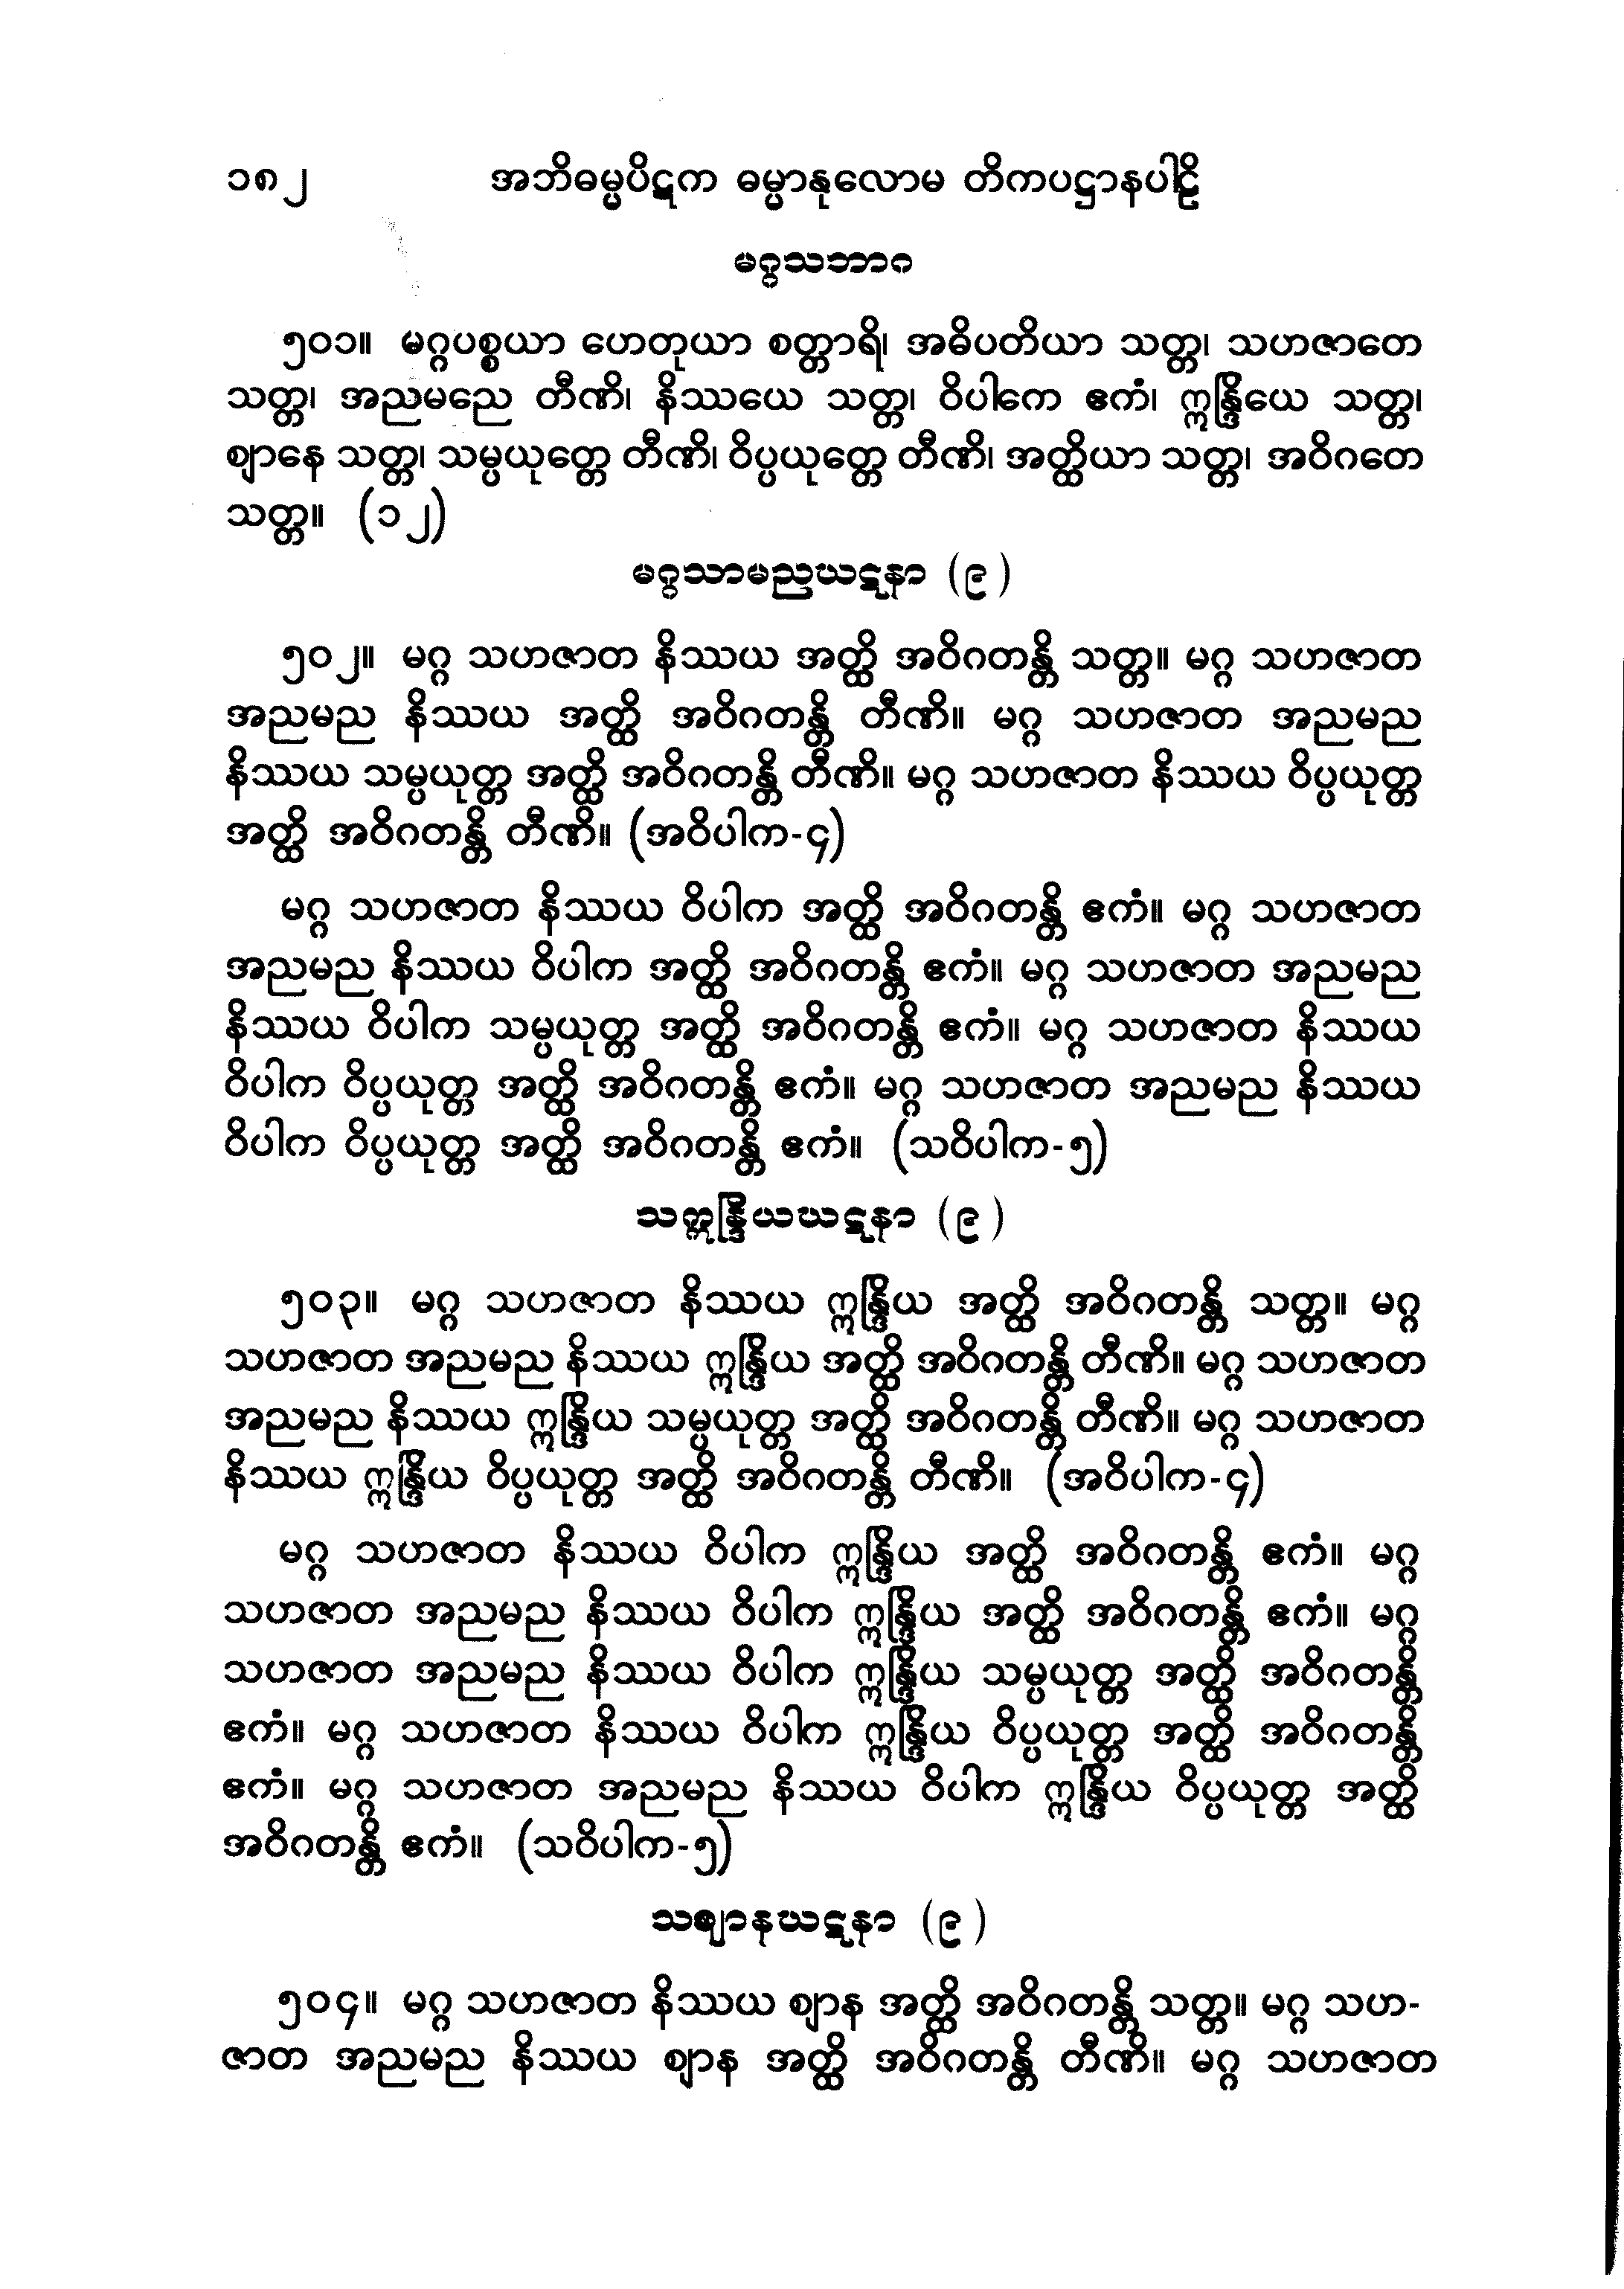 ၁၈၂ အဘိဓမ္မပိဋက ဓမ္မာနုလောမ တိကပဋ္ဌာနပါဠိ
မဂ္ဂသဘာဂ
၅၀၁။ မဂ္ဂပစ္စယာ ဟေတုယာ စတ္တာရိ၊ အဓိပတိယာ သတ္တ၊ သဟဇာတေ
သတ္တ၊ အညမညေ တီဏိ၊ နိဿယေ သတ္တ၊ ဝိပါကေ ဧကံ၊ ဣန္ဒြိယေ သတ္တ၊
ဈာနေ သတ္တ၊ သမ္ပယုတ္တေ တီဏိ၊ ဝိပ္ပယုတ္တေ တီဏိ၊ အတ္ထိယာ သတ္တ၊ အဝိဂတေ
သတ္တ။ (၁၂)
မဂ္ဂသာမညဃဋနာ (၉)
၅၀၂။ မဂ္ဂ သဟဇာတ နိဿယ အတ္ထိ အဝိဂတန္တိ သတ္တ။ မဂ္ဂ သဟဇာတ
အညမည နိဿယ အတ္ထိ အဝိဂတန္တိ တီဏိ။ မဂ္ဂ သဟဇာတ အညမည
နိဿယ သမ္ပယုတ္တ အတ္ထိ အဝိဂတန္တိ တီဏိ။ မဂ္ဂ သဟဇာတ နိဿယ ဝိပ္ပယုတ္တ
အတ္ထိ အဝိဂတန္တိ တီဏိ။ (အဝိပါက-၄)
မဂ္ဂ သဟဇာတ နိဿယ ဝိပါက အတ္ထိ အဝိဂတန္တိ ဧကံ။ မဂ္ဂ သဟဇာတ
အညမည နိဿယ ဝိပါက အတ္ထိ အဝိဂတန္တိ ဧကံ။ မဂ္ဂ သဟဇာတ အညမည
နိဿယ ဝိပါက သမ္ပယုတ္တ အတ္ထိ အဝိဂတန္တိ ဧကံ။ မဂ္ဂ သဟဇာတ နိဿယ
ဝိပါက ဝိပ္ပယုတ္တ အတ္ထိ အဝိဂတန္တိ ဧကံ။ မဂ္ဂ သဟဇာတ အညမည နိဿယ
ဝိပါက ဝိပ္ပယုတ္တ အတ္ထိ အဝိဂတန္တိ ဧကံ။ (သဝိပါက-၅)
သဣန္ဒြိယဃဋနာ (၉)
၅၀၃။ မဂ္ဂ သဟဇာတ နိဿယ ဣန္ဒြိယ အတ္ထိ အဝိဂတန္တိ သတ္တ။ မဂ္ဂ
သဟဇာတ အညမည နိဿယ ဣန္ဒြိယ အတ္ထိ အဝိဂတန္တိ တီဏိ။ မဂ္ဂ သဟဇာတ
အညမည နိဿယ ဣန္ဒြိယ သမ္ပယုတ္တ အတ္ထိ အဝိဂတန္တိ တီဏိ။ မဂ္ဂ သဟဇာတ
နိဿယ ဣန္ဒြိယ ဝိပ္ပယုတ္တ အတ္ထိ အဝိဂတန္တိ တီဏိ။ (အဝိပါက-၄)
မဂ္ဂ သဟဇာတ နိဿယ ဝိပါက ဣန္ဒြိယ အတ္ထိ အဝိဂတန္တိ ဧကံ။ မဂ္ဂ
သဟဇာတ အညမည နိဿယ ဝိပါက ဣန္ဒြိယ အတ္ထိ အဝိဂတန္တိ ဧကံ။ မဂ္ဂ
သဟဇာတ အညမည နိဿယ ဝိပါက ဣန္ဒြိယ သမ္ပယုတ္တ အတ္ထိ အဝိဂတန္တိ
ဧကံ။ မဂ္ဂ သဟဇာတ နိဿယ ဝိပါက ဣန္ဒြိယ ဝိပ္ပယုတ္တ အတ္ထိ အဝိဂတန္တိ
ဧကံ။ မဂ္ဂ သဟဇာတ အညမည နိဿယ ဝိပါက ဣန္ဒြိယ ဝိပ္ပယုတ္တ အတ္ထိ
အဝိဂတန္တိ ဧကံ။ (သဝိပါက-၅)
သဈာနဃဋနာ (၉)
၅၀၄။ မဂ္ဂ သဟဇာတ နိဿယ ဈာန အတ္ထိ အဝိဂတန္တိ သတ္တ။ မဂ္ဂ သဟ-
ဇာတ အညမည နိဿယ ဈာန အတ္ထိ အဝိဂတန္တိ တီဏိ။ မဂ္ဂ သဟဇာတ